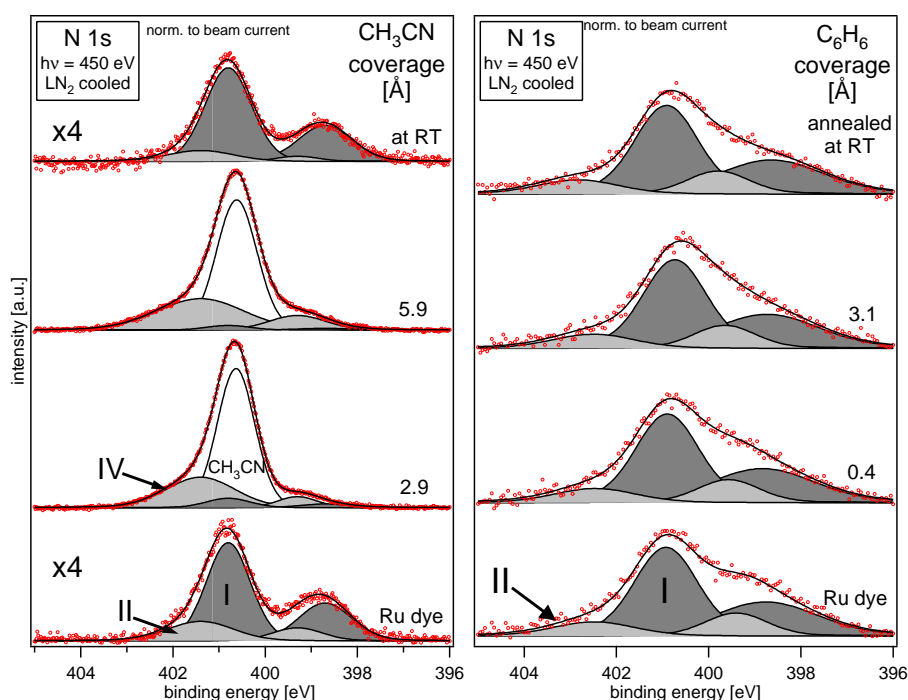 N 1s
hν = 450 eV
LN2 cooled
norm. to beam current
CH3CN
coverage
[Å]
x4
at RT
5.9
IV
CH3CN
2.9
x4
I
II
Ru dye
404
402
400
398
396
binding energy [eV]
intensity [a.u.]
N 1s
hν = 450 eV
LN2 cooled
norm. to beam current
C6H6
coverage
[Å]
annealed
at RT
3.1
0.4
II
I
Ru dye
404
402
400
398
396
binding energy [eV]